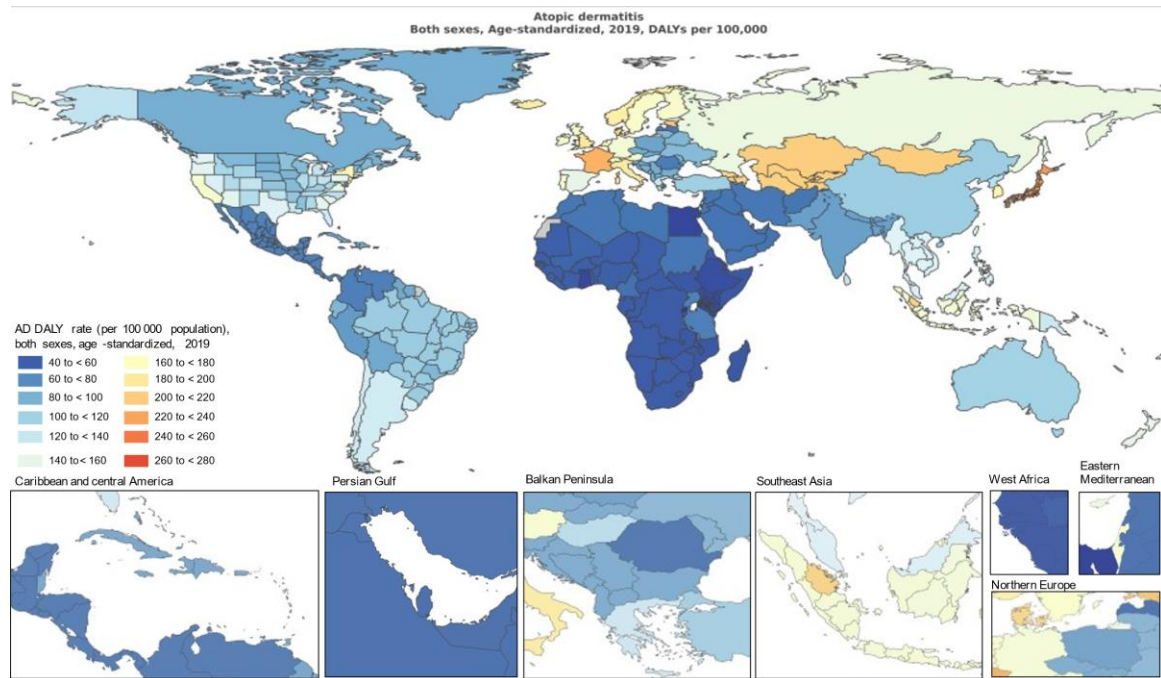 Atopic dermatitis
Both sexes, Age-standardized, 2019, DALYs per 100,000
AD DALY rate (per 100 000 population),
both sexes, age -standardized, 2019
40 to < 60
60 to < 80
80 to < 100
100 to < 120
120 to < 140
140 to < 160
160 to < 180
180 to < 200
200 to < 220
220 to < 240
240 to < 260
260 to < 280
Caribbean and central America
Persian Gulf
Balkan Peninsula
Southeast Asia
West Africa
Eastern
Mediterranean
Northern Europe